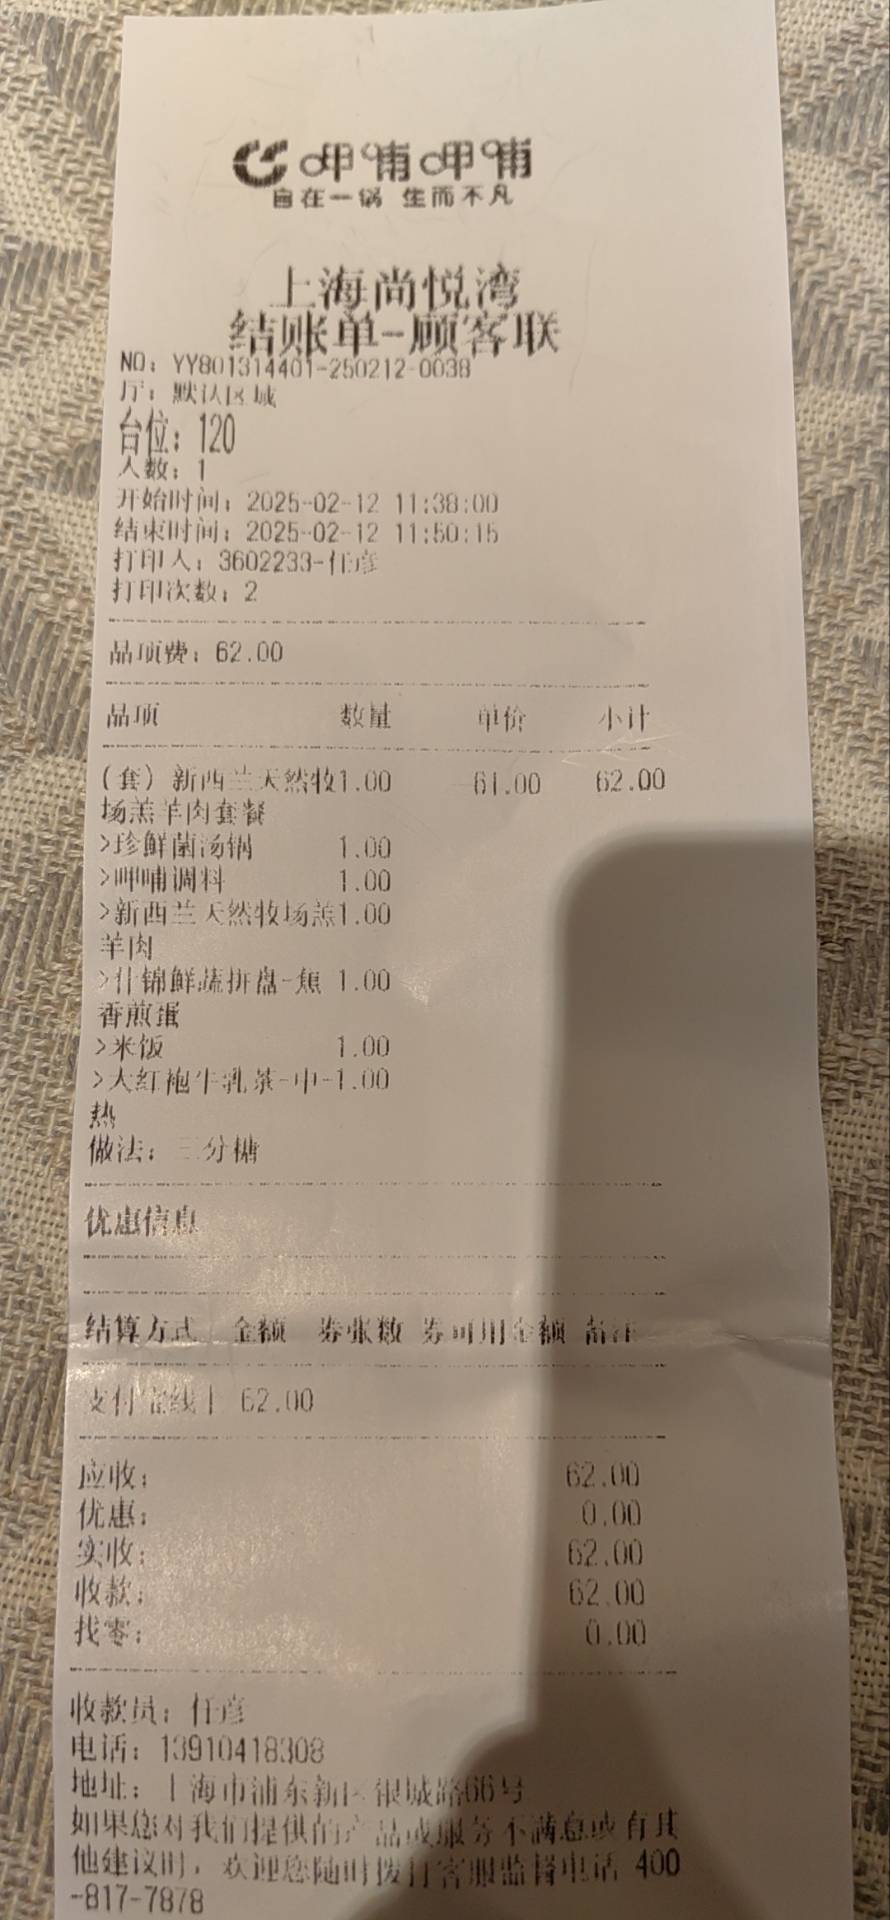 呷哺呷哺
自在一锅 生而不凡
上海尚悦湾
结账单-顾客联
NO：YY801314401-250212-0038
厅：默认区域
台位：120
人数：1
开始时间：2025-02-12 11:38:00
结束时间：2025-02-12 11:50:15
打印人：3602233-任彦
打印次数：2
品项费：62.00
品项 数量 单价 小计
(套) 新西兰天然牧1.00 61.00 62.00
场羔羊肉套餐
>珍鲜菌汤锅 1.00
>呷哺调料 1.00
>新西兰天然牧场羔1.00
羊肉
>什锦鲜蔬拼盘-焦 1.00
香煎蛋
>米饭 1.00
>大红袍牛乳茶-中-1.00
热
做法：三分糖
优惠信息
结算方式 金额 券张数 券可用金额 备注
支付宝线下 62.00
应收： 62.00
优惠： 0.00
实收： 62.00
收款： 62.00
找零： 0.00
收款员：任彦
电话：13910418308
地址：上海市浦东新区银城路66号
如果您对我们提供的产品或服务不满意或有其
他建议时，欢迎您随时拨打客服监督电话 400
-817-7878